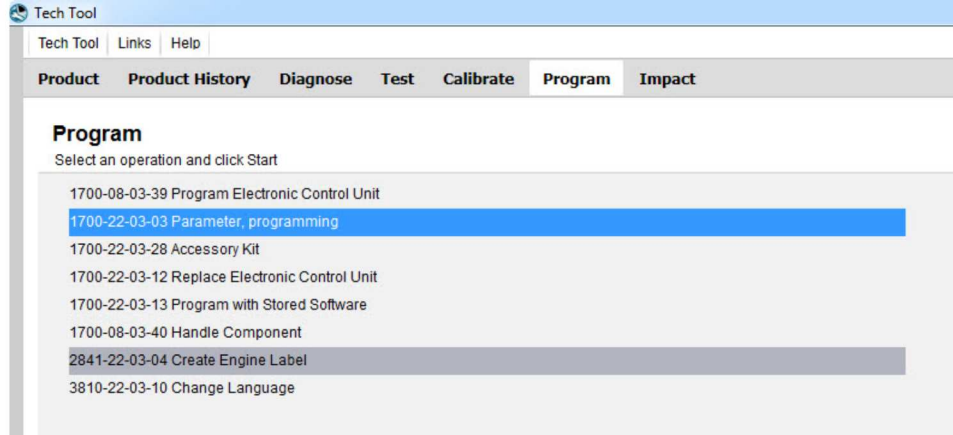 Tech Tool
Tech Tool Links Help
Product Product History Diagnose Test Calibrate Program Impact
Program
Select an operation and click Start
1700-08-03-39 Program Electronic Control Unit
1700-22-03-03 Parameter, programming
1700-22-03-28 Accessory Kit
1700-22-03-12 Replace Electronic Control Unit
1700-22-03-13 Program with Stored Software
1700-08-03-40 Handle Component
2841-22-03-04 Create Engine Label
3810-22-03-10 Change Language